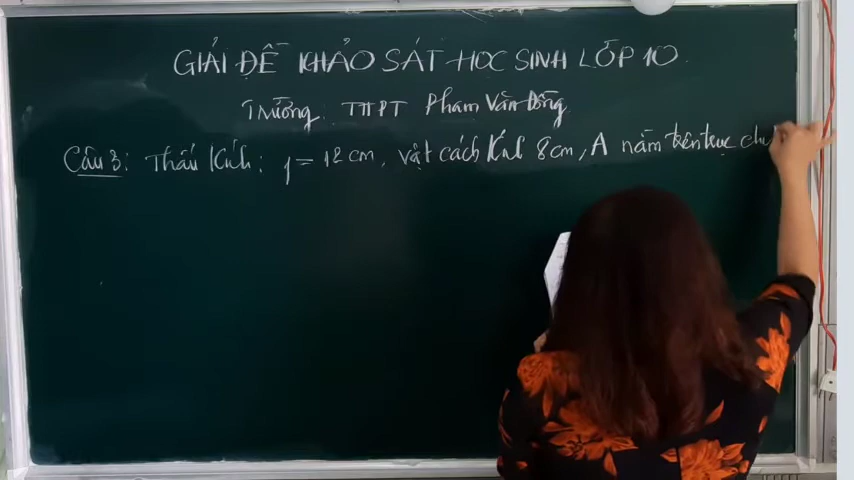 GIẢI ĐỀ KHẢO SÁT HỌC SINH LỚP 10
Trường: THPT Phạm Văn Đồng
Câu 3: Thấu kính: f = 12 cm, vật cách kính 8cm, A nằm trên trục ch